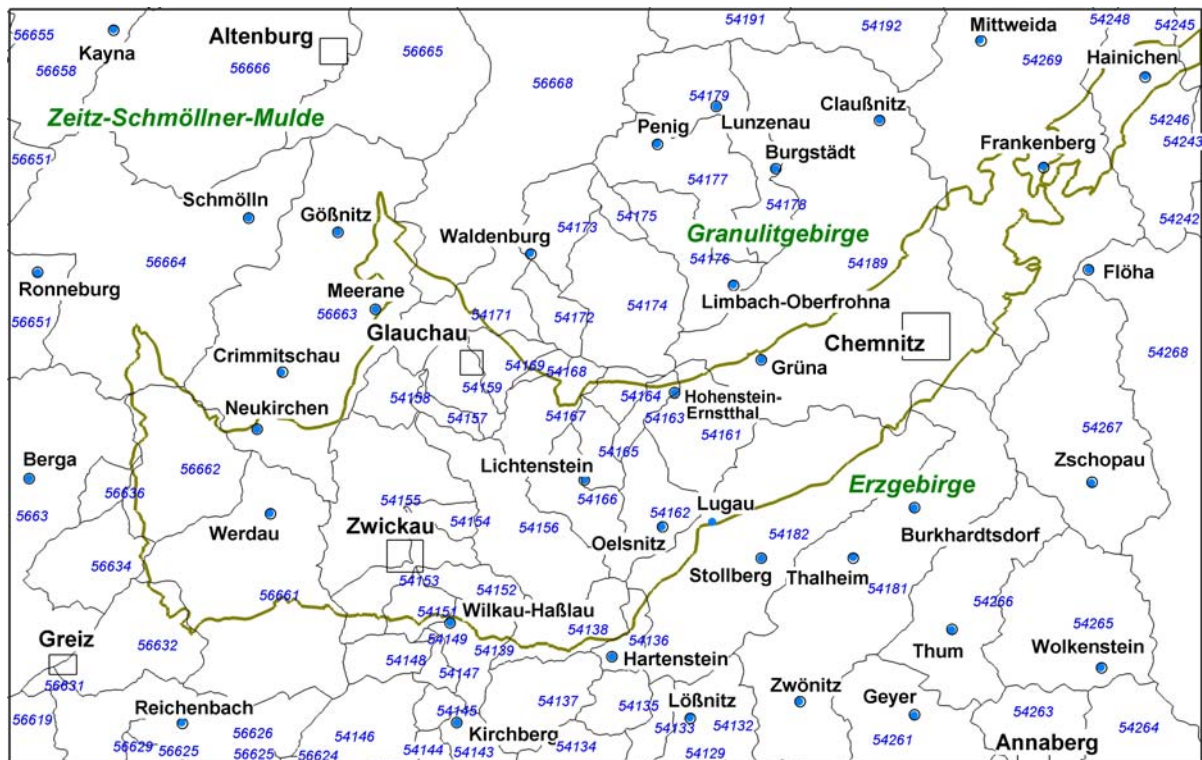 54191
54192
Mittweida
54248
54245
56655
Kayna
Altenburg
56665
54269
Hainichen
56658
56666
56668
54179
Claußnitz
Zeitz-Schmöllner-Mulde
Penig
Lunzenau
54246
54243
Frankenberg
56651
Burgstädt
54177
Schmölln
54175
54178
Gößnitz
54173
54242
Waldenburg
Granulitgebirge
56664
54176
54189
Flöha
Ronneburg
Meerane
Limbach-Oberfrohna
54174
56651
56663
54171
54172
Glauchau
Chemnitz
Crimmitschau
54169
54168
Grüna
54268
54159
54158
54164
Hohenstein-
Ernstthal
Neukirchen
54157
54167
54163
54161
54267
54165
Berga
56662
Lichtenstein
Zschopau
56636
54166
Erzgebirge
5663
54155
Lugau
Werdau
Zwickau
54154
54156
54162
Burkhardtsdorf
Oelsnitz
54182
56634
54153
Stollberg
Thalheim
54152
54181
56661
54151
Wilkau-Haßlau
54266
54149
54138
54136
54265
Greiz
56632
54139
Wolkenstein
54148
Hartenstein
Thum
54147
56631
54137
Zwönitz
Geyer
56619
Reichenbach
54145
54135
Lößnitz
54263
56626
54146
Kirchberg
54133
54132
54264
56629
56625
56625
56624
54144
54143
54134
54129
54261
Annaberg